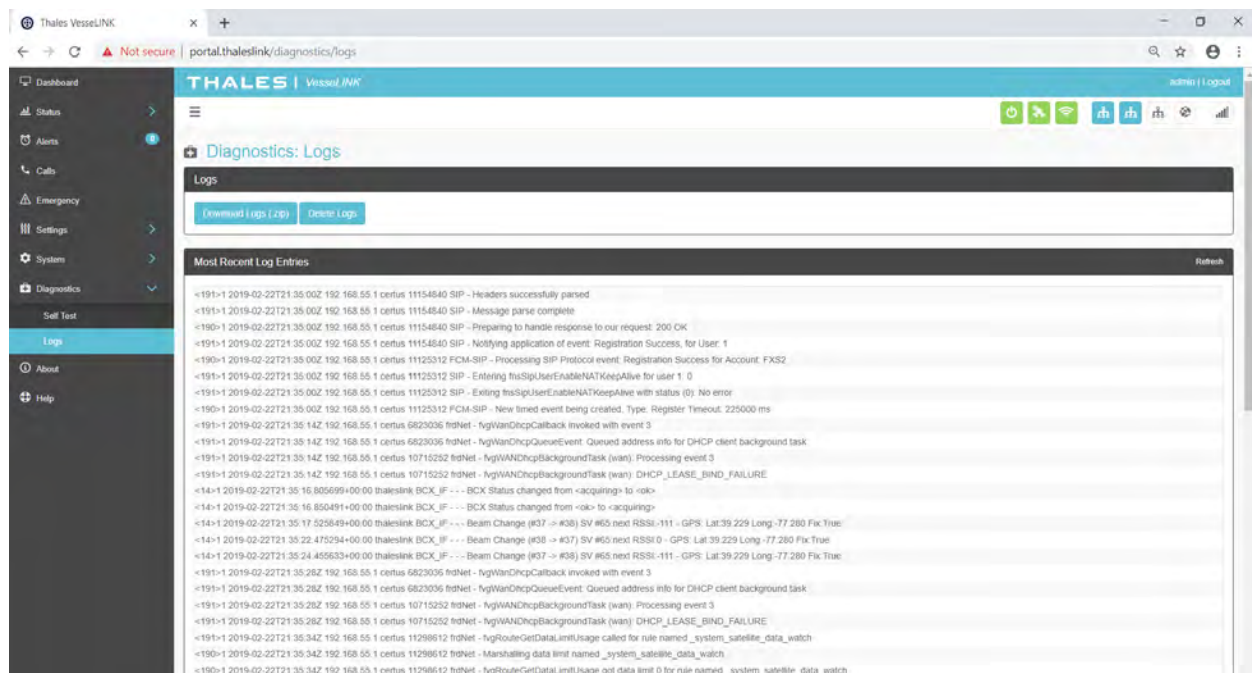 Thales VesseLINK
Not secure | portal.thaleslink/diagnostics/logs
Dashboard
Status
Alerts
Calls
Emergency
Settings
System
Diagnostics
Self Test
Logs
About
Help
THALES | VesseLINK
admin | Logout
Diagnostics: Logs
Logs
Download Logs (.zip)
Delete Logs
Most Recent Log Entries
Refresh
<191>1 2019-02-22T21:35:00Z 192.168.55.1 certus 11154840 SIP - Headers successfully parsed
<191>1 2019-02-22T21:35:00Z 192.168.55.1 certus 11154840 SIP - Message parse complete
<190>1 2019-02-22T21:35:00Z 192.168.55.1 certus 11154840 SIP - Preparing to handle response to our request: 200 OK
<191>1 2019-02-22T21:35:00Z 192.168.55.1 certus 11154840 SIP - Notifying application of event: Registration Success, for User: 1
<190>1 2019-02-22T21:35:00Z 192.168.55.1 certus 11125312 FCM-SIP - Processing SIP Protocol event: Registration Success for Account: FXS2
<191>1 2019-02-22T21:35:00Z 192.168.55.1 certus 11125312 SIP - Entering fnsSipUserEnableNATKeepAlive for user 1: 0
<191>1 2019-02-22T21:35:00Z 192.168.55.1 certus 11125312 SIP - Exiting fnsSipUserEnableNATKeepAlive with status (0): No error
<190>1 2019-02-22T21:35:00Z 192.168.55.1 certus 11125312 FCM-SIP - New timed event being created. Type: Register Timeout: 225000 ms
<191>1 2019-02-22T21:35:14Z 192.168.55.1 certus 6823036 frdNet - fvgWanDhcpCallback invoked with event 3
<191>1 2019-02-22T21:35:14Z 192.168.55.1 certus 6823036 frdNet - fvgWanDhcpQueueEvent: Queued address info for DHCP client background task
<191>1 2019-02-22T21:35:14Z 192.168.55.1 certus 10715252 frdNet - fvgWANDhcpBackgroundTask (wan): Processing event 3
<191>1 2019-02-22T21:35:14Z 192.168.55.1 certus 10715252 frdNet - fvgWANDhcpBackgroundTask (wan): DHCP_LEASE_BIND_FAILURE
<14>1 2019-02-22T21:35:16.805699+00:00 thaleslink BCX_IF - - - BCX Status changed from <acquiring> to <ok>
<14>1 2019-02-22T21:35:16.850491+00:00 thaleslink BCX_IF - - - BCX Status changed from <ok> to <acquiring>
<14>1 2019-02-22T21:35:17.525849+00:00 thaleslink BCX_IF - - - Beam Change (#37 -> #38) SV #65:next RSSI:-111 - GPS: Lat:39.229 Long:-77.280 Fix:True
<14>1 2019-02-22T21:35:22.475294+00:00 thaleslink BCX_IF - - - Beam Change (#38 -> #37) SV #65:next RSSI:0 - GPS: Lat:39.229 Long:-77.280 Fix:True
<14>1 2019-02-22T21:35:24.455633+00:00 thaleslink BCX_IF - - - Beam Change (#37 -> #38) SV #65:next RSSI:-111 - GPS: Lat:39.229 Long:-77.280 Fix:True
<191>1 2019-02-22T21:35:28Z 192.168.55.1 certus 6823036 frdNet - fvgWanDhcpCallback invoked with event 3
<191>1 2019-02-22T21:35:28Z 192.168.55.1 certus 6823036 frdNet - fvgWanDhcpQueueEvent: Queued address info for DHCP client background task
<191>1 2019-02-22T21:35:28Z 192.168.55.1 certus 10715252 frdNet - fvgWANDhcpBackgroundTask (wan): Processing event 3
<191>1 2019-02-22T21:35:28Z 192.168.55.1 certus 10715252 frdNet - fvgWANDhcpBackgroundTask (wan): DHCP_LEASE_BIND_FAILURE
<191>1 2019-02-22T21:35:34Z 192.168.55.1 certus 11298612 frdNet - fvgRouteGetDataLimitUsage called for rule named _system_satellite_data_watch
<190>1 2019-02-22T21:35:34Z 192.168.55.1 certus 11298612 frdNet - Marshalling data limit named _system_satellite_data_watch
<190>1 2019-02-22T21:35:34Z 192.168.55.1 certus 11298612 frdNet - fvgRouteGetDataLimitUsage got data limit 0 for rule named _system_satellite_data_watch